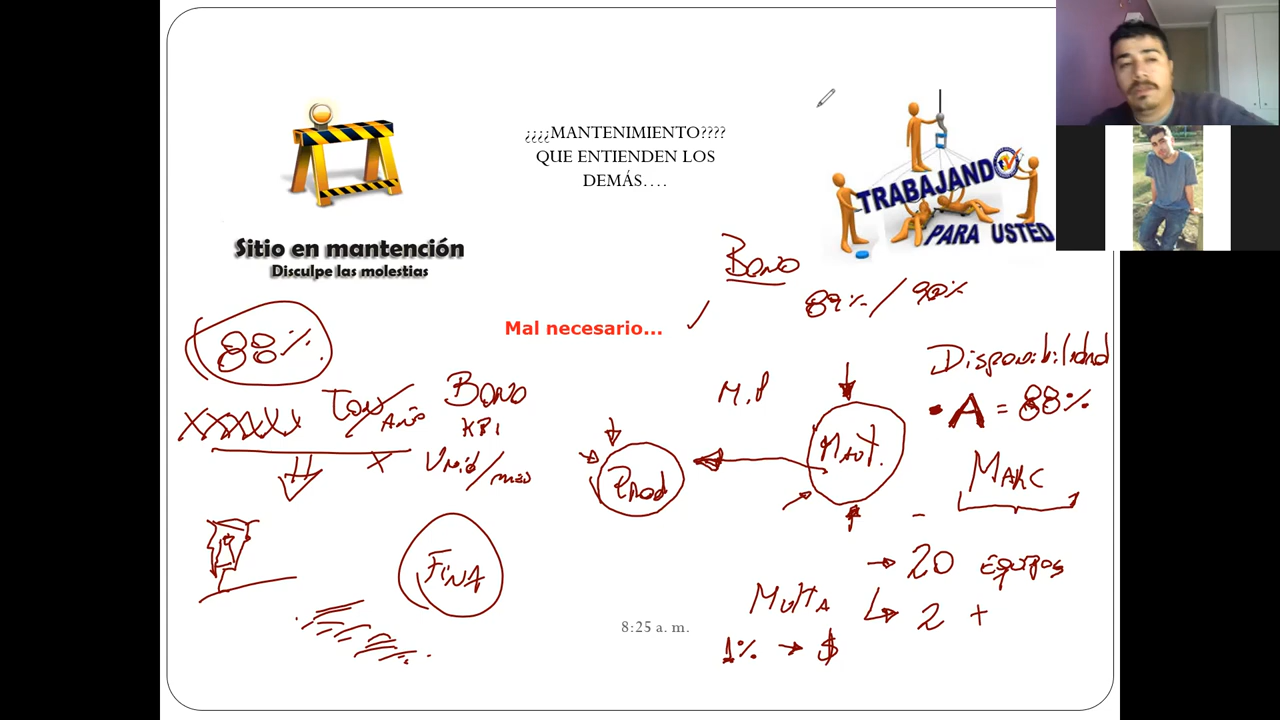 ¿¿¿¿MANTENIMIENTO????
QUE ENTIENDEN LOS
DEMÁS….
TRABAJANDO
PARA USTED
Sitio en mantención
Disculpe las molestias
Bono
89% / 90%
Mal necesario...
88%
XXXXXX Ton/Año
Bono
KPI
Unid/mes
M.P
Mant.
Prod
Disponibilidad
• A = 88%
MARC
FINA
→ 20 Equipos
2 +
Multa
1% → $
8:25 a. m.